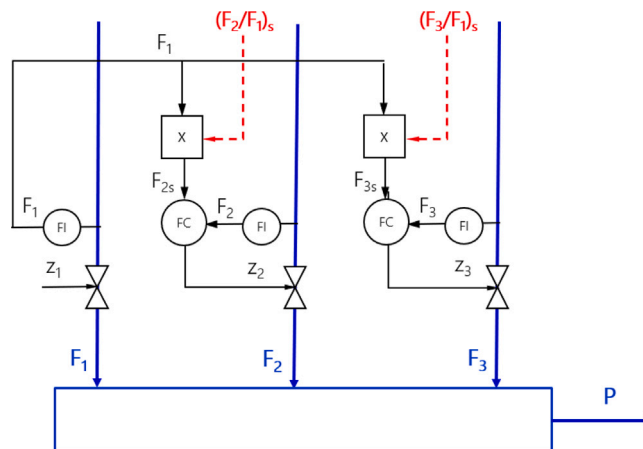 (F₂/F₁)ₛ
(F₃/F₁)ₛ
F₁
X
X
F₂ₛ
F₃ₛ
F₁
FI
FC
F₂
FI
FC
F₃
FI
z₁
z₂
z₃
F₁
F₂
F₃
P